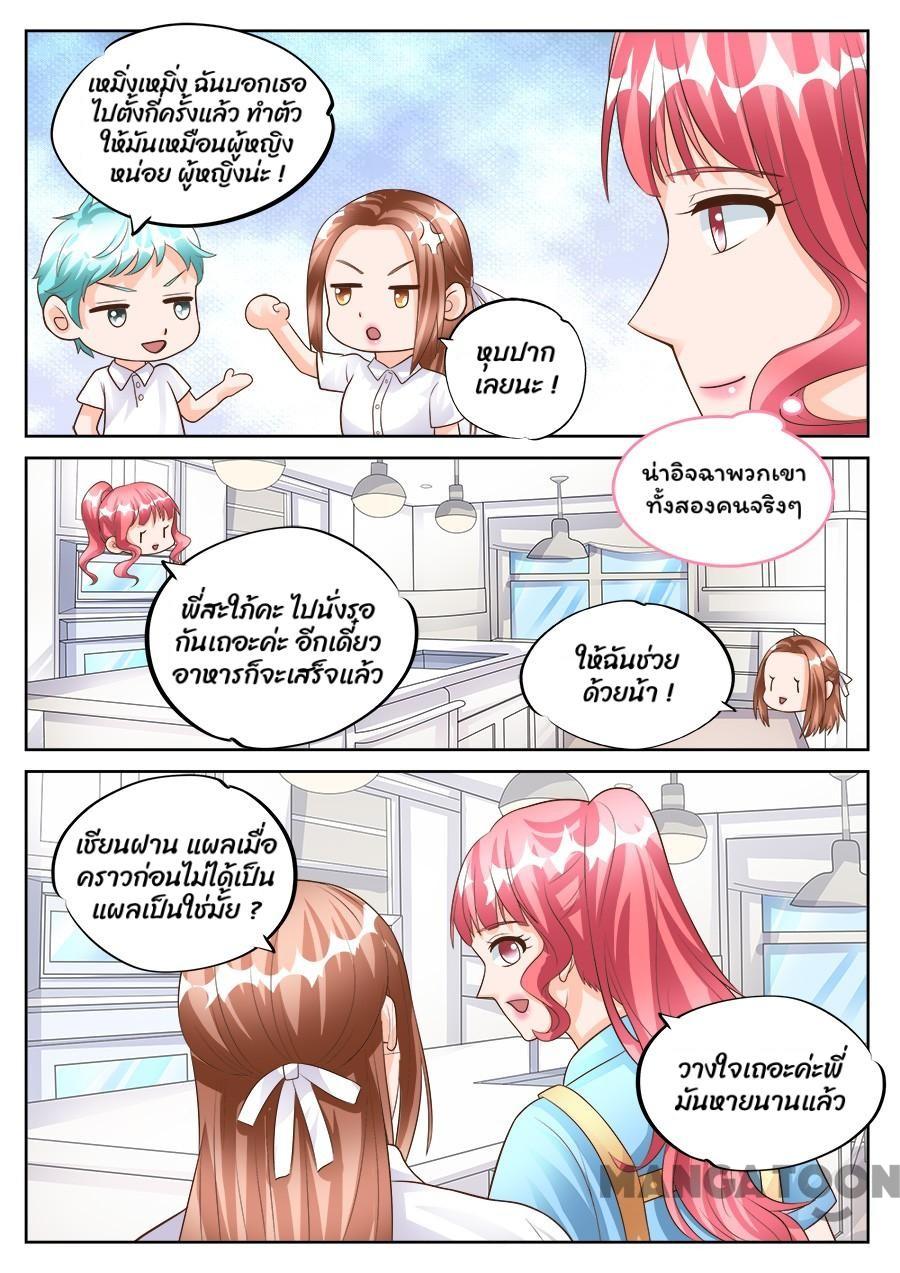 เหมิ่งเหมิ่ง ฉันบอกเธอ
ไปตั้งกี่ครั้งแล้ว ทำตัว
ให้มันเหมือนผู้หญิง
หน่อย ผู้หญิงน่ะ !
หุบปาก
เลยนะ !
น่าอิจฉาพวกเขา
ทั้งสองคนจริงๆ
พี่สะใภ้คะ ไปนั่งรอ
กันเถอะค่ะ อีกเดี๋ยว
อาหารก็จะเสร็จแล้ว
ให้ฉันช่วย
ด้วยน้า !
เชียนฝาน แผลเมื่อ
คราวก่อนไม่ได้เป็น
แผลเป็นใช่มั้ย ?
วางใจเถอะค่ะพี่
มันหายนานแล้ว
MANGATOON